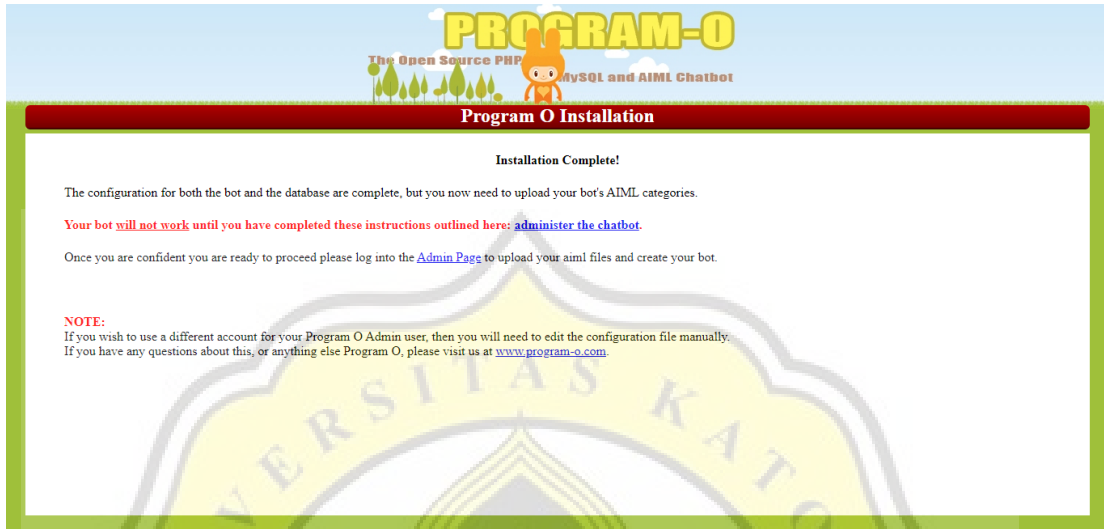 PROGRAM-O
The Open Source PHP,
MySQL and AIML Chatbot
Program O Installation
Installation Complete!
The configuration for both the bot and the database are complete, but you now need to upload your bot's AIML categories.
Your bot will not work until you have completed these instructions outlined here: administer the chatbot.
Once you are confident you are ready to proceed please log into the Admin Page to upload your aiml files and create your bot.
NOTE:
If you wish to use a different account for your Program O Admin user, then you will need to edit the configuration file manually.
If you have any questions about this, or anything else Program O, please visit us at www.program-o.com.
VERSITAS KATO